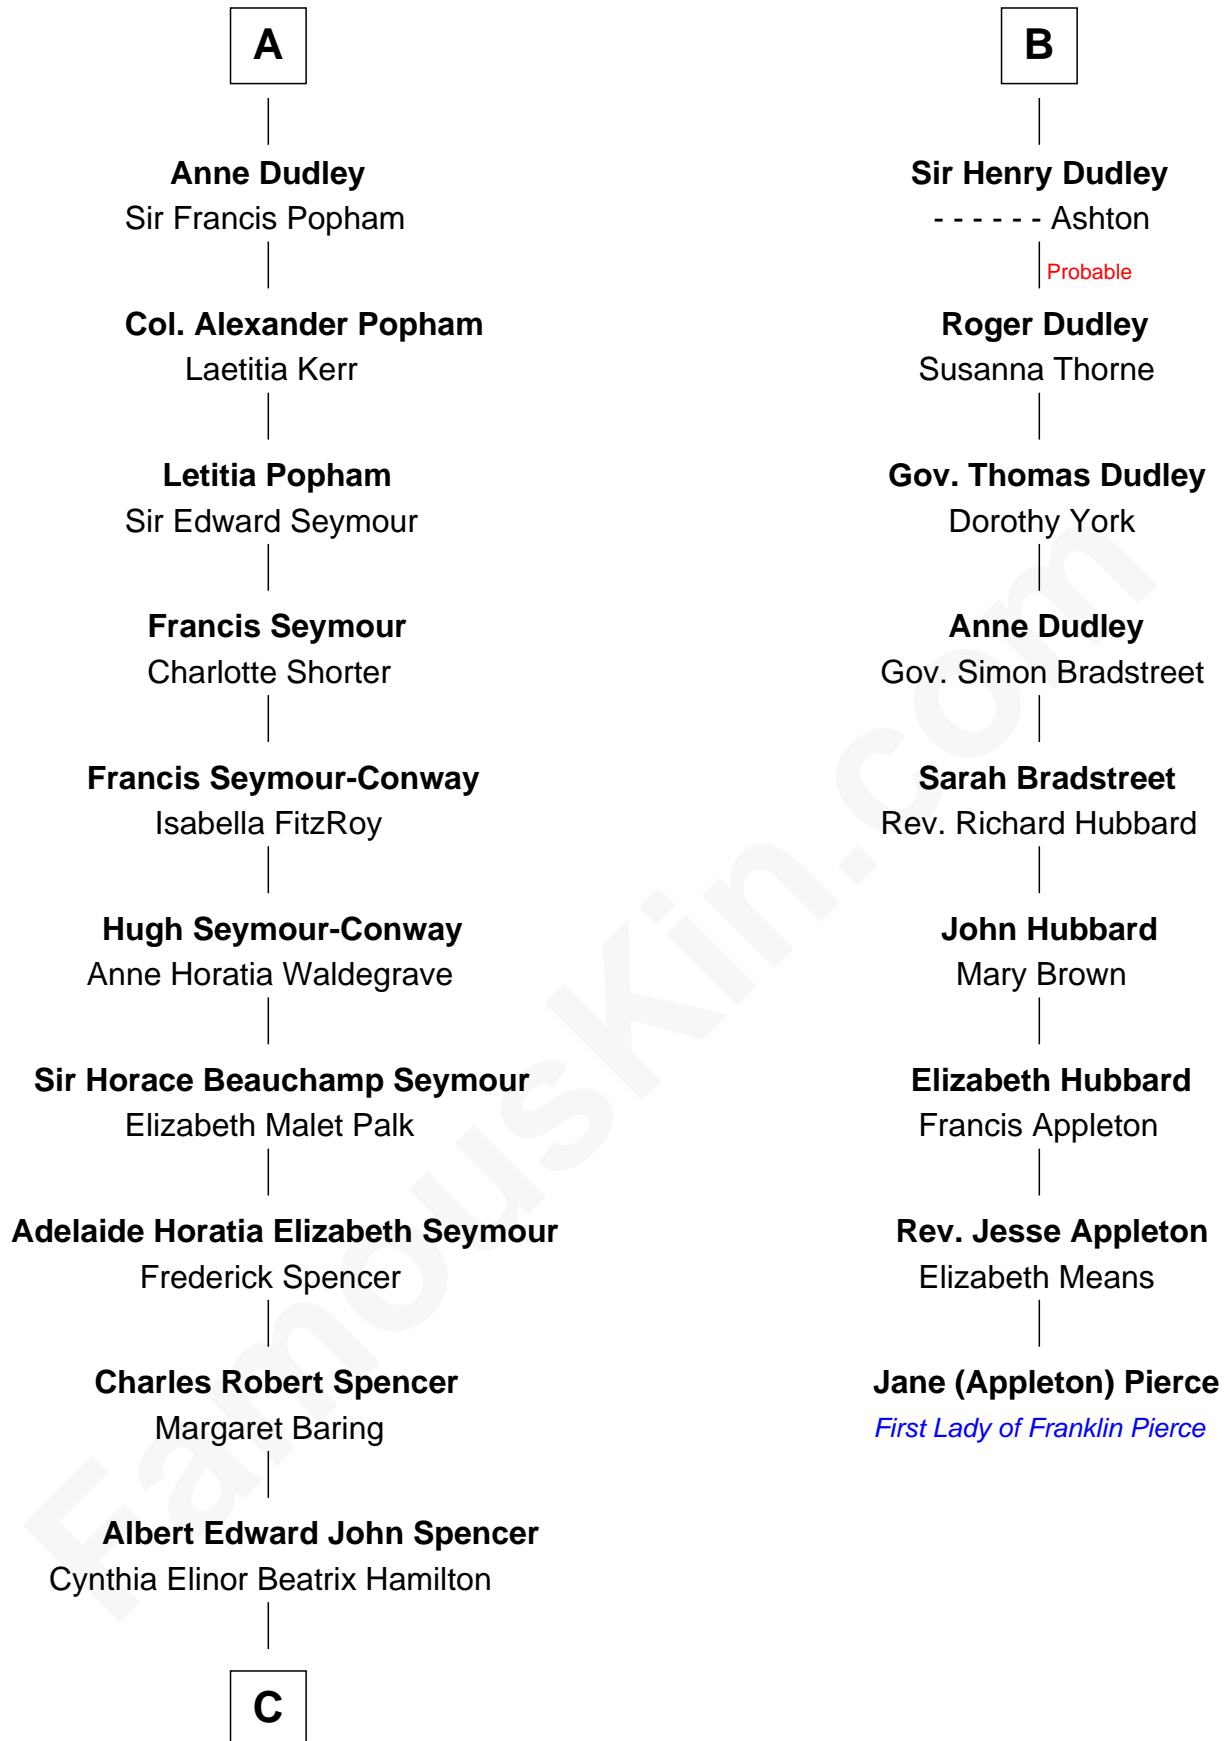 A
Anne Dudley
Sir Francis Popham
Col. Alexander Popham
Laetitia Kerr
Letitia Popham
Sir Edward Seymour
Francis Seymour
Charlotte Shorter
Francis Seymour-Conway
Isabella FitzRoy
Hugh Seymour-Conway
Anne Horatia Waldegrave
Sir Horace Beauchamp Seymour
Elizabeth Malet Palk
Adelaide Horatia Elizabeth Seymour
Frederick Spencer
Charles Robert Spencer
Margaret Baring
Albert Edward John Spencer
Cynthia Elinor Beatrix Hamilton
C
B
Sir Henry Dudley
- - - - - - Ashton
Probable
Roger Dudley
Susanna Thorne
Gov. Thomas Dudley
Dorothy York
Anne Dudley
Gov. Simon Bradstreet
Sarah Bradstreet
Rev. Richard Hubbard
John Hubbard
Mary Brown
Elizabeth Hubbard
Francis Appleton
Rev. Jesse Appleton
Elizabeth Means
Jane (Appleton) Pierce
First Lady of Franklin Pierce
FamousKin.com